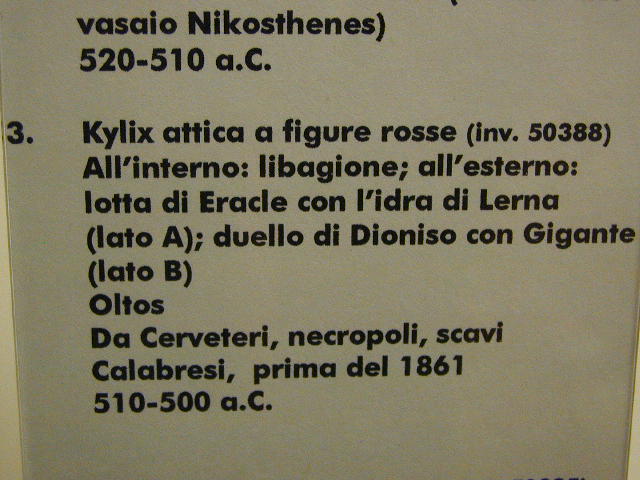 vasaio Nikosthenes)
520-510 a.C.
3. Kylix attica a figure rosse (inv. 50388)
All'interno: libagione; all'esterno:
lotta di Eracle con l'idra di Lerna
(lato A); duello di Dioniso con Gigante
(lato B)
Oltos
Da Cerveteri, necropoli, scavi
Calabresi, prima del 1861
510-500 a.C.